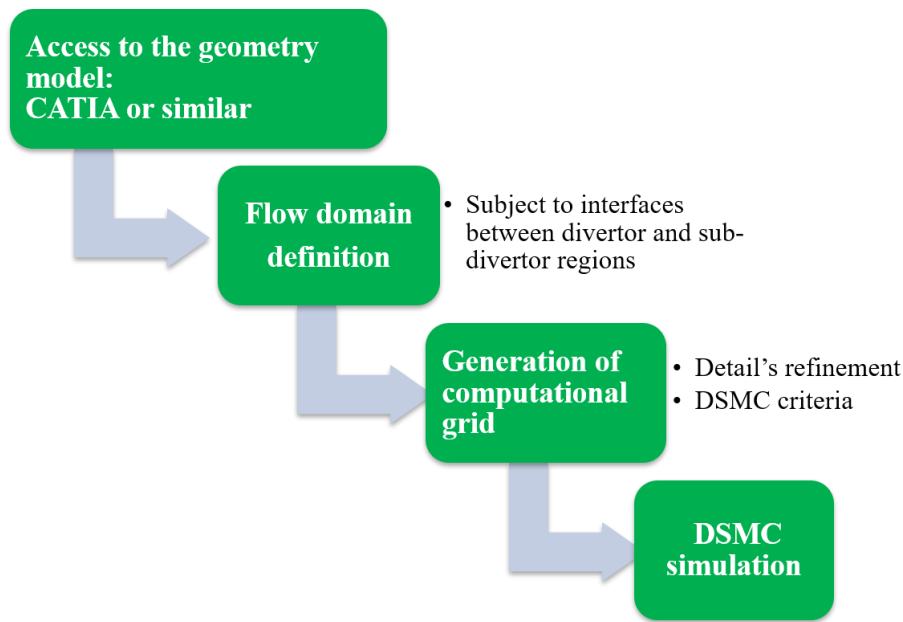 Access to the geometry
model:
CATIA or similar
Flow domain
definition
• Subject to interfaces
between divertor and sub-
divertor regions
Generation of
computational
grid
• Detail’s refinement
• DSMC criteria
DSMC
simulation